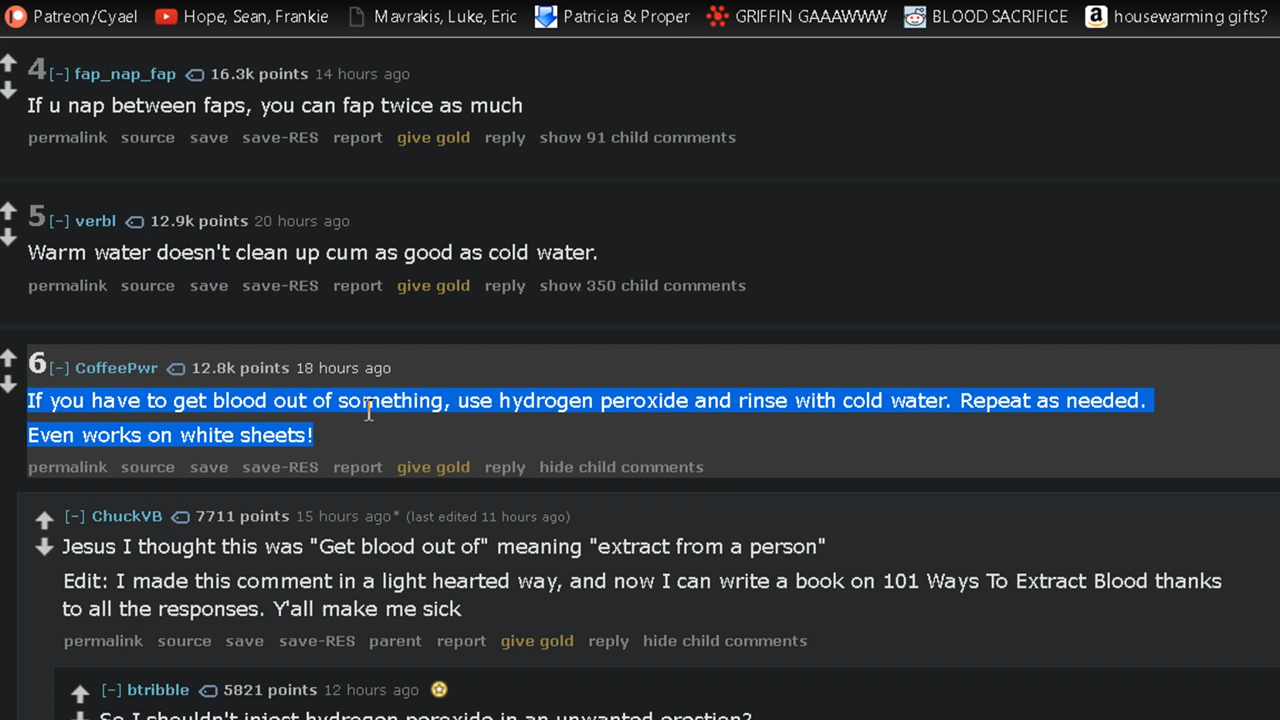 Patreon/Cyael Hope, Sean, Frankie Mavrakis, Luke, Eric Patricia & Proper GRIFFIN GAAAWWW BLOOD SACRIFICE housewarming gifts?
4 [-] fap_nap_fap 16.3k points 14 hours ago
If u nap between faps, you can fap twice as much
permalink source save save-RES report give gold reply show 91 child comments
5 [-] verbl 12.9k points 20 hours ago
Warm water doesn't clean up cum as good as cold water.
permalink source save save-RES report give gold reply show 350 child comments
6 [-] CoffeePwr 12.8k points 18 hours ago
If you have to get blood out of something, use hydrogen peroxide and rinse with cold water. Repeat as needed.
Even works on white sheets!
permalink source save save-RES report give gold reply hide child comments
[-] ChuckVB 7711 points 15 hours ago* (last edited 11 hours ago)
Jesus I thought this was "Get blood out of" meaning "extract from a person"
Edit: I made this comment in a light hearted way, and now I can write a book on 101 Ways To Extract Blood thanks
to all the responses. Y'all make me sick
permalink source save save-RES parent report give gold reply hide child comments
[-] btribble 5821 points 12 hours ago
So I shouldn't inject hydrogen peroxide in an unwanted erection?